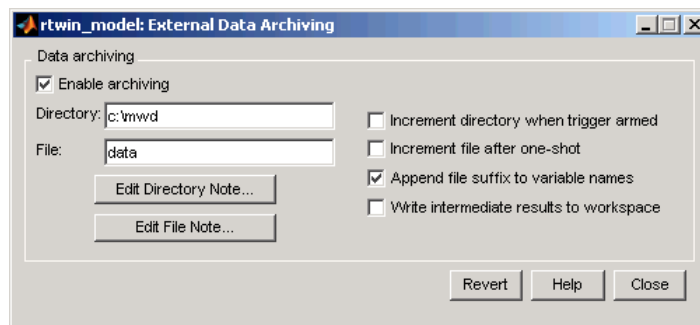 rtwin_model: External Data Archiving
Data archiving
Enable archiving
Directory: c:\mwd
File: data
Edit Directory Note...
Edit File Note...
Increment directory when trigger armed
Increment file after one-shot
Append file suffix to variable names
Write intermediate results to workspace
Revert Help Close